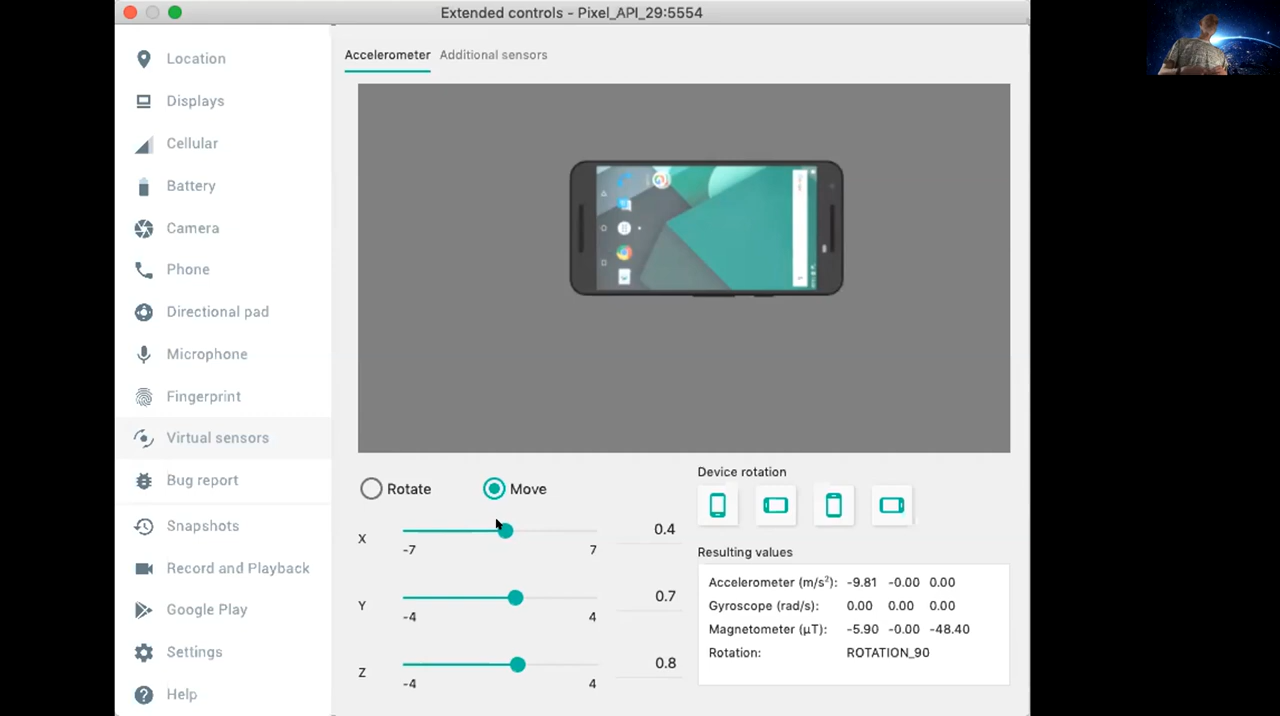 Extended controls - Pixel_API_29:5554
Location
Displays
Cellular
Battery
Camera
Phone
Directional pad
Microphone
Fingerprint
Virtual sensors
Bug report
Snapshots
Record and Playback
Google Play
Settings
Help
Accelerometer Additional sensors
Rotate Move
X -7 7 0.4
Y -4 4 0.7
Z -4 4 0.8
Device rotation
Resulting values
Accelerometer (m/s²): -9.81 -0.00 0.00
Gyroscope (rad/s): 0.00 0.00 0.00
Magnetometer (μT): -5.90 -0.00 -48.40
Rotation: ROTATION_90